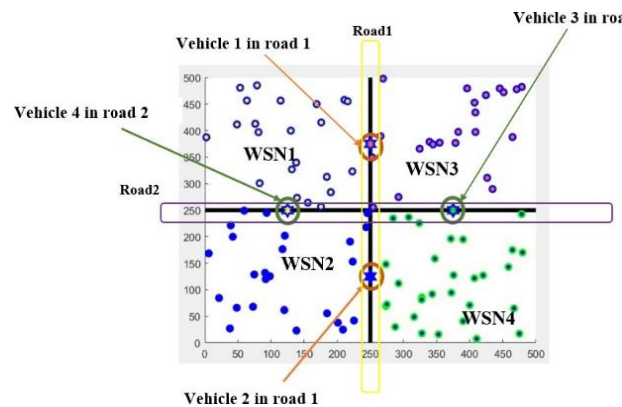 Road1
Vehicle 3 in roa
Vehicle 1 in road 1
Vehicle 4 in road 2
Road2
500
450
400
350
300
250
200
150
100
50
0
WSN1
WSN3
WSN2
WSN4
0 50 100 150 200 250 300 350 400 450 500
Vehicle 2 in road 1